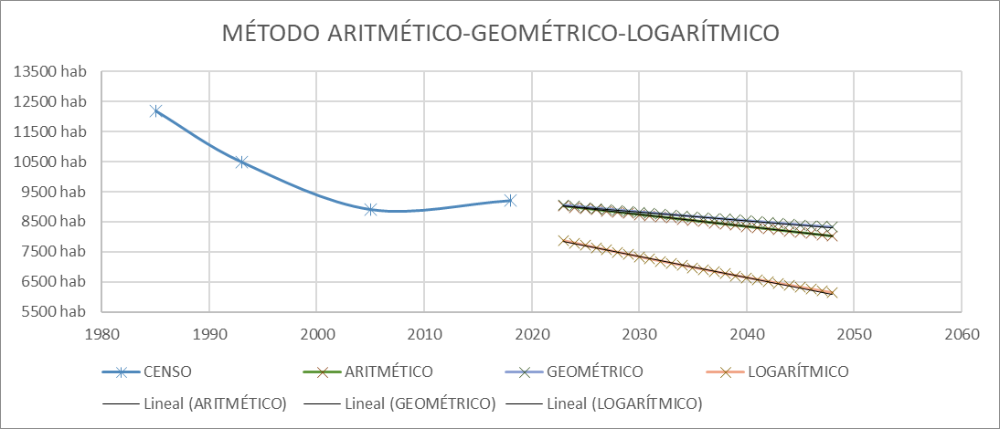 MÉTODO ARITMÉTICO-GEOMÉTRICO-LOGARÍTMICO
13500 hab
12500 hab
11500 hab
10500 hab
9500 hab
8500 hab
7500 hab
6500 hab
5500 hab
1980 1990 2000 2010 2020 2030 2040 2050 2060
CENSO ARITMÉTICO GEOMÉTRICO LOGARÍTMICO
Lineal (ARITMÉTICO) Lineal (GEOMÉTRICO) Lineal (LOGARÍTMICO)